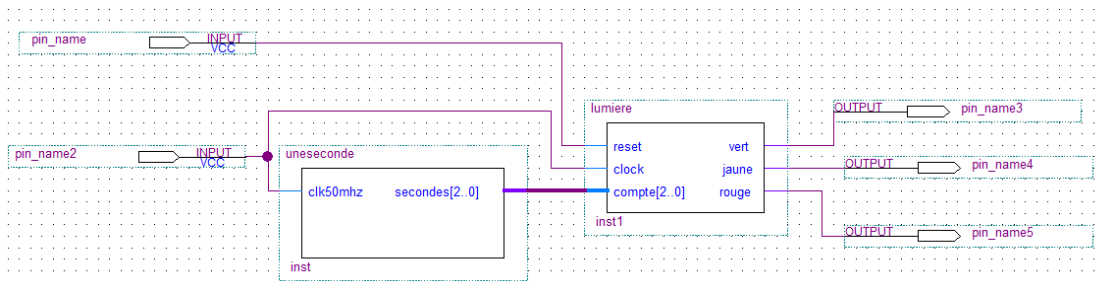 pin_name
INPUT
VCC
pin_name2
INPUT
VCC
uneseconde
clk50mhz
secondes[2..0]
inst
lumiere
reset
vert
clock
jaune
compte[2..0]
rouge
inst1
OUTPUT
pin_name3
OUTPUT
pin_name4
OUTPUT
pin_name5